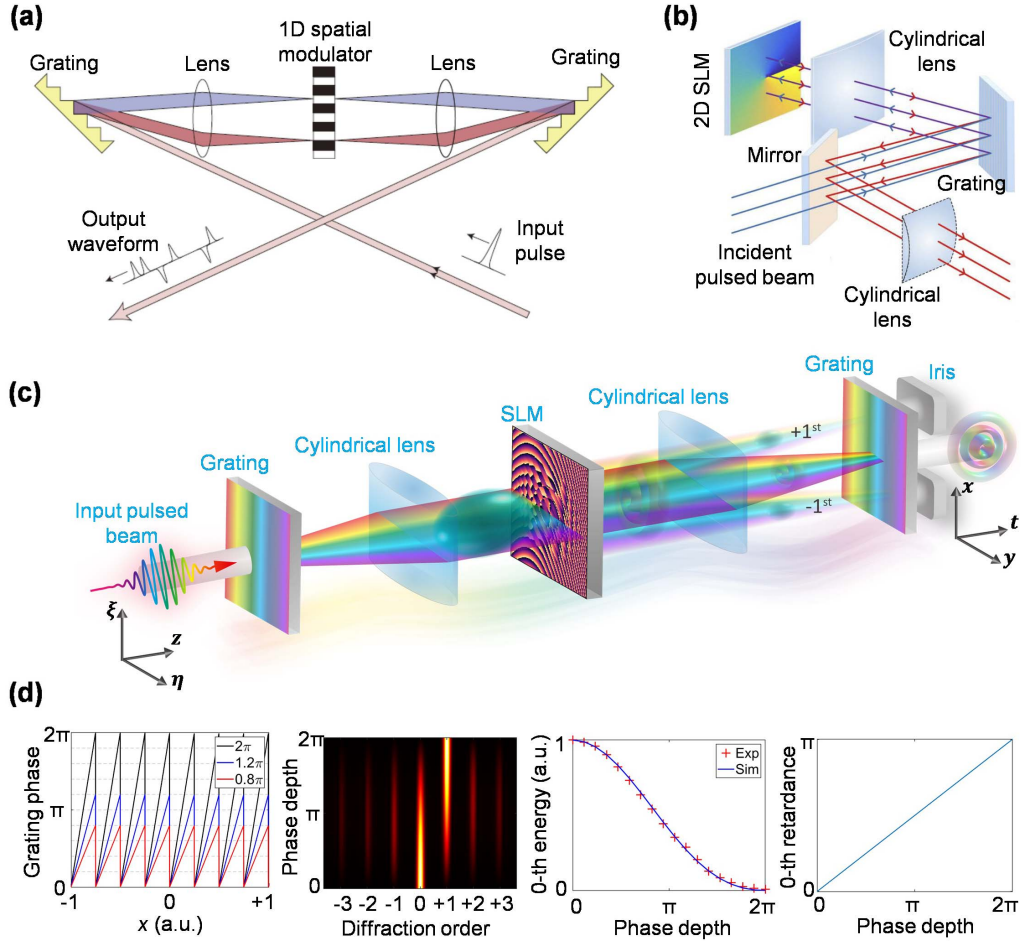 (a)
1D spatial
modulator
Grating
Lens
Lens
Grating
Output
waveform
Input
pulse
(b)
Cylindrical
lens
2D SLM
Mirror
Grating
Incident
pulsed beam
Cylindrical
lens
(c)
Grating
Iris
Cylindrical lens
SLM
Cylindrical lens
+1st
Grating
Input pulsed
beam
-1st
x
t
y
ξ
z
η
(d)
Grating phase
2π
π
0
2π
1.2π
0.8π
-1
0
+1
x (a.u.)
Phase depth
2π
π
0
-3 -2 -1 0 +1 +2 +3
Diffraction order
0-th energy (a.u.)
1
0
Exp
Sim
0
π
2π
Phase depth
0-th retardance
π
0
0
π
2π
Phase depth